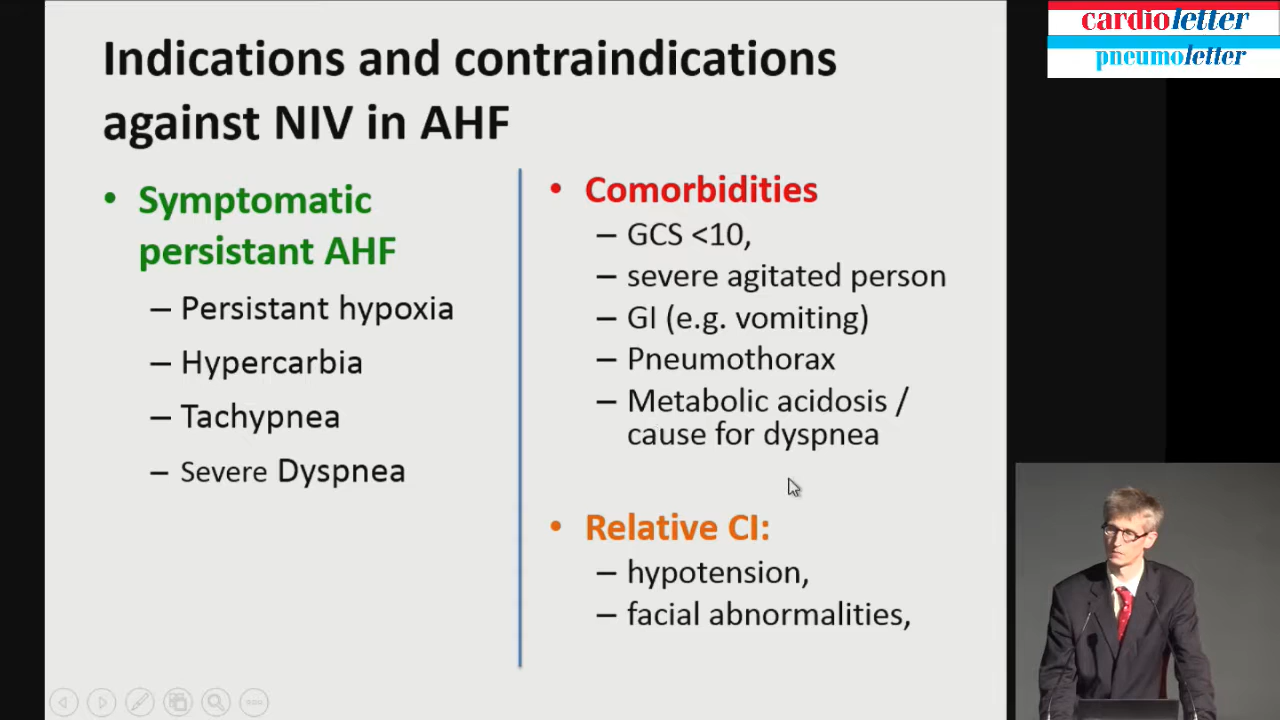 cardioletter
pneumoletter
Indications and contraindications
against NIV in AHF
• Symptomatic
persistant AHF
– Persistant hypoxia
– Hypercarbia
– Tachypnea
– Severe Dyspnea
• Comorbidities
– GCS <10,
– severe agitated person
– GI (e.g. vomiting)
– Pneumothorax
– Metabolic acidosis /
cause for dyspnea
• Relative CI:
– hypotension,
– facial abnormalities,